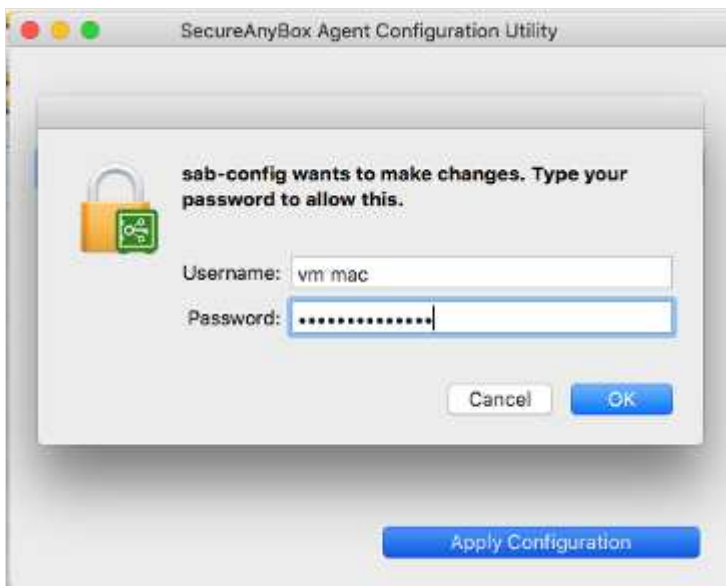 SecureAnyBox Agent Configuration Utility
sab-config wants to make changes. Type your
password to allow this.
Username: vm mac
Password: ••••••••••••••
Cancel OK
Apply Configuration